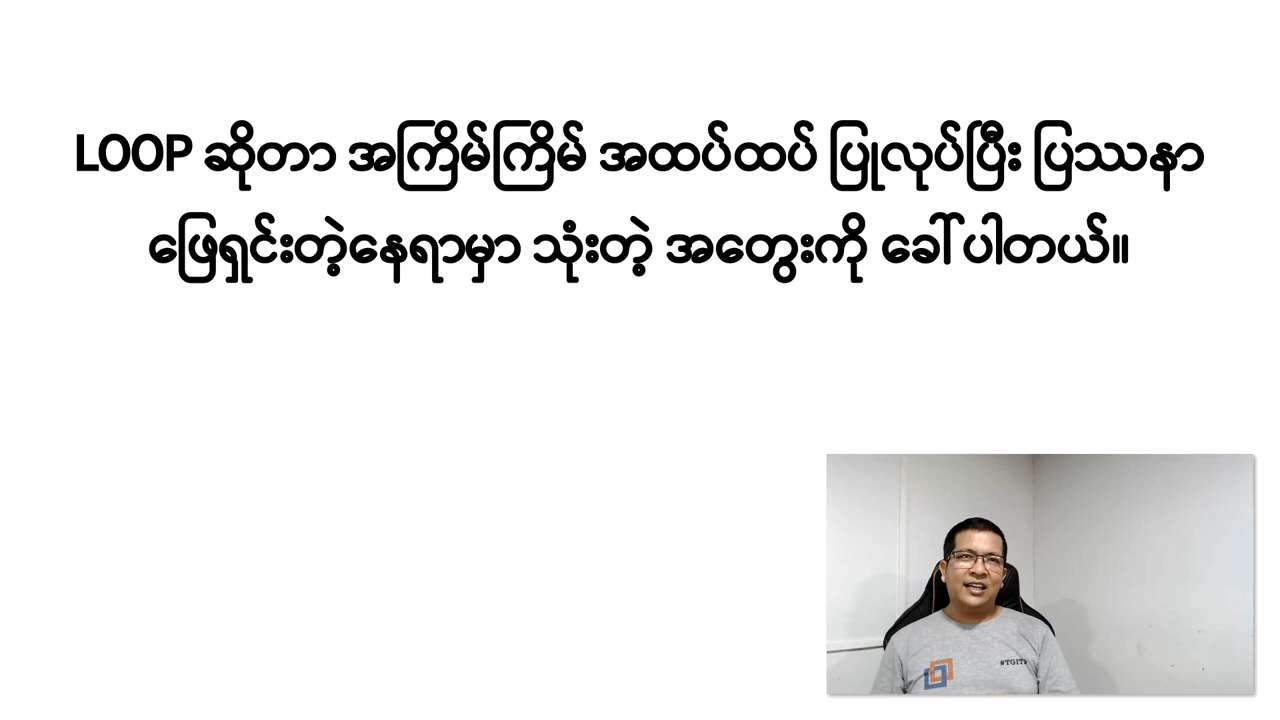 LOOP ဆိုတာ အကြိမ်ကြိမ် အထပ်ထပ် ပြုလုပ်ပြီး ပြဿနာ
ဖြေရှင်းတဲ့နေရာမှာ သုံးတဲ့ အတွေးကို ခေါ်ပါတယ်။